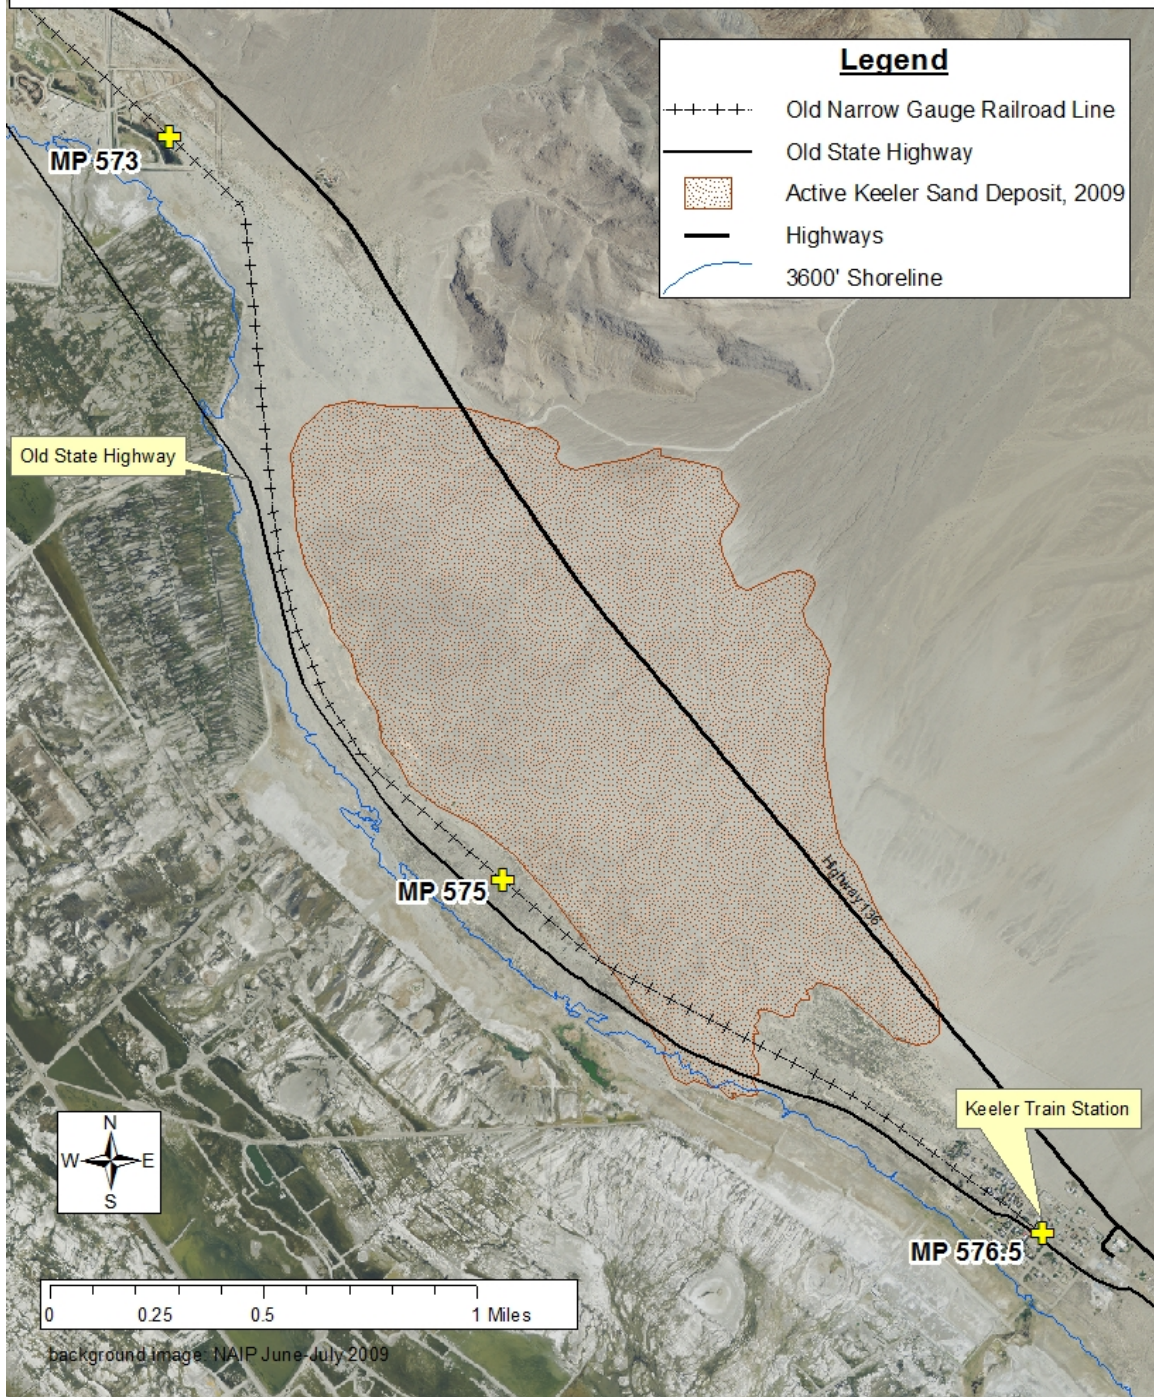 Legend
Old Narrow Gauge Railroad Line
Old State Highway
Active Keeler Sand Deposit, 2009
Highways
3600' Shoreline
MP 573
Old State Highway
MP 575
Highway 136
Keeler Train Station
MP 576.5
N
W E
S
0 0.25 0.5 1 Miles
background image: NAIP June-July 2009